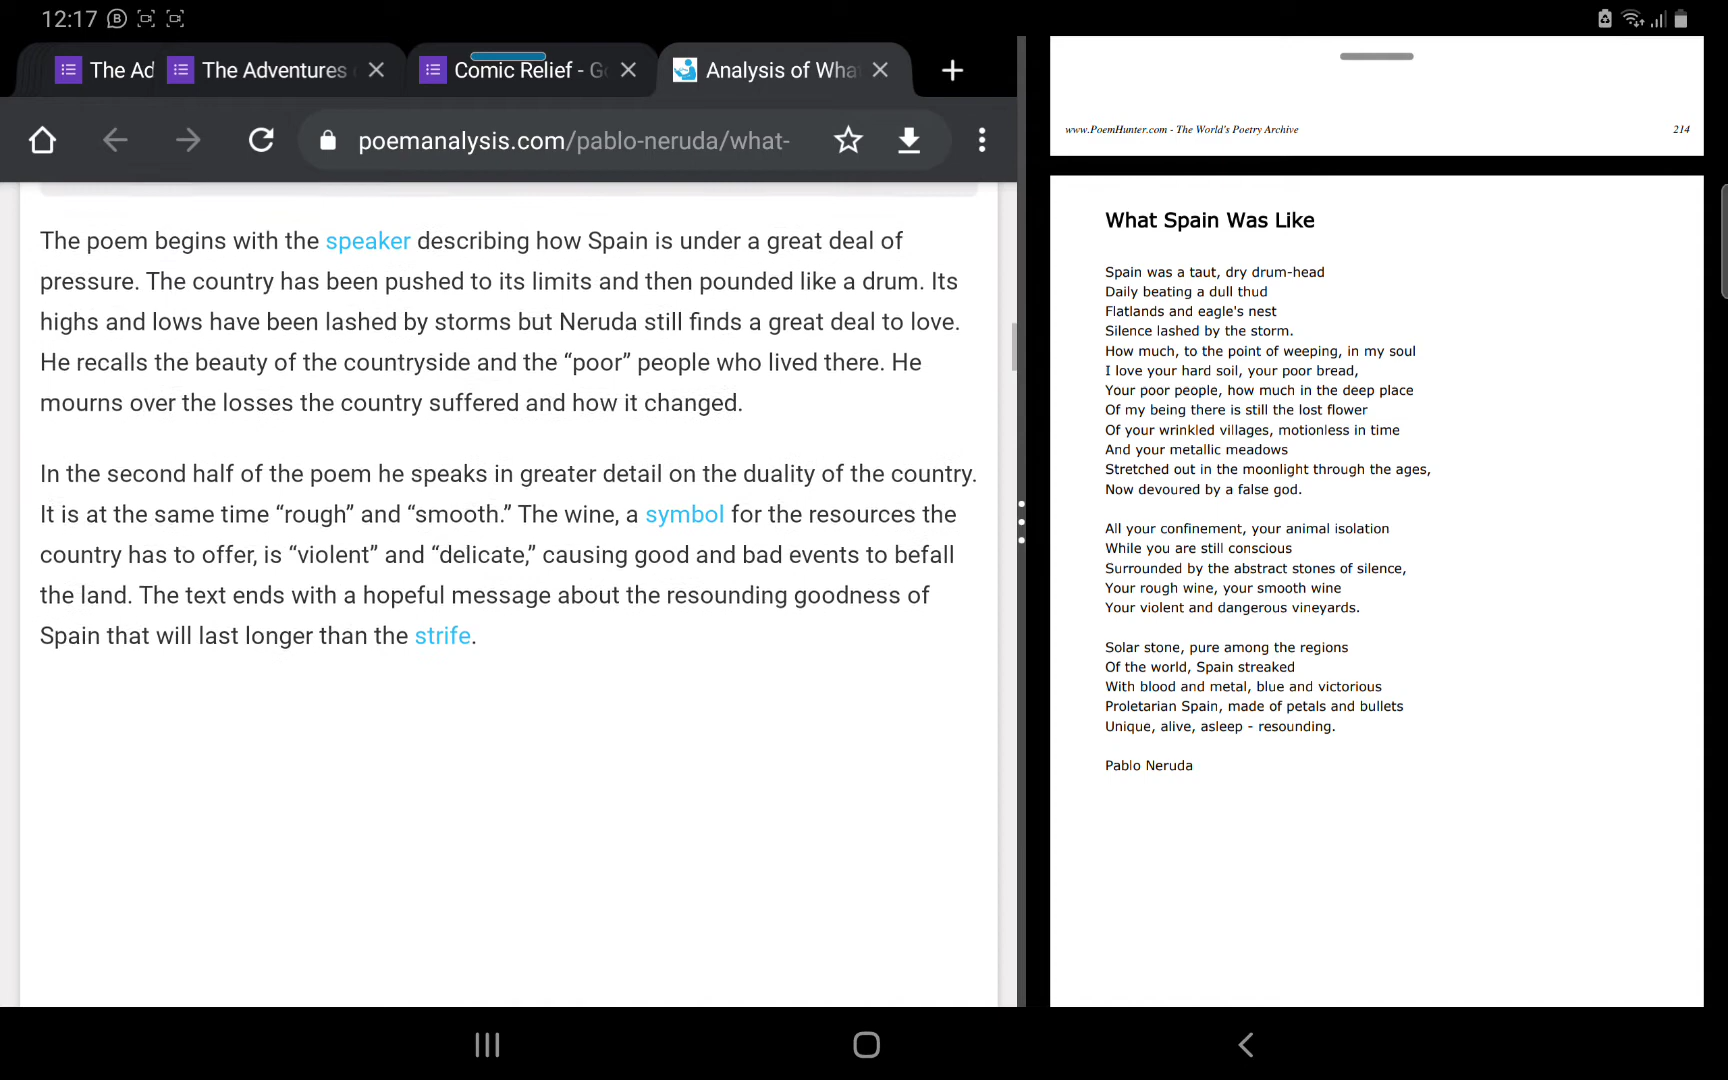 12:17
The Ad
The Adventures
Comic Relief - Go
Analysis of Wha
poemanalysis.com/pablo-neruda/what-
The poem begins with the speaker describing how Spain is under a great deal of
pressure. The country has been pushed to its limits and then pounded like a drum. Its
highs and lows have been lashed by storms but Neruda still finds a great deal to love.
He recalls the beauty of the countryside and the “poor” people who lived there. He
mourns over the losses the country suffered and how it changed.
In the second half of the poem he speaks in greater detail on the duality of the country.
It is at the same time “rough” and “smooth.” The wine, a symbol for the resources the
country has to offer, is “violent” and “delicate,” causing good and bad events to befall
the land. The text ends with a hopeful message about the resounding goodness of
Spain that will last longer than the strife.
www.PoemHunter.com - The World's Poetry Archive 214
What Spain Was Like
Spain was a taut, dry drum-head
Daily beating a dull thud
Flatlands and eagle's nest
Silence lashed by the storm.
How much, to the point of weeping, in my soul
I love your hard soil, your poor bread,
Your poor people, how much in the deep place
Of my being there is still the lost flower
Of your wrinkled villages, motionless in time
And your metallic meadows
Stretched out in the moonlight through the ages,
Now devoured by a false god.
All your confinement, your animal isolation
While you are still conscious
Surrounded by the abstract stones of silence,
Your rough wine, your smooth wine
Your violent and dangerous vineyards.
Solar stone, pure among the regions
Of the world, Spain streaked
With blood and metal, blue and victorious
Proletarian Spain, made of petals and bullets
Unique, alive, asleep - resounding.
Pablo Neruda